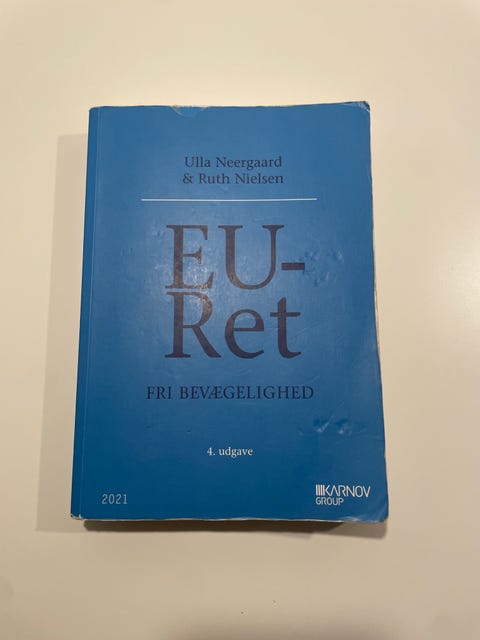 Ulla Neergaard
& Ruth Nielsen
EU-
Ret
FRI BEVÆGELIGHED
4. udgave
2021
KARNOV
GROUP